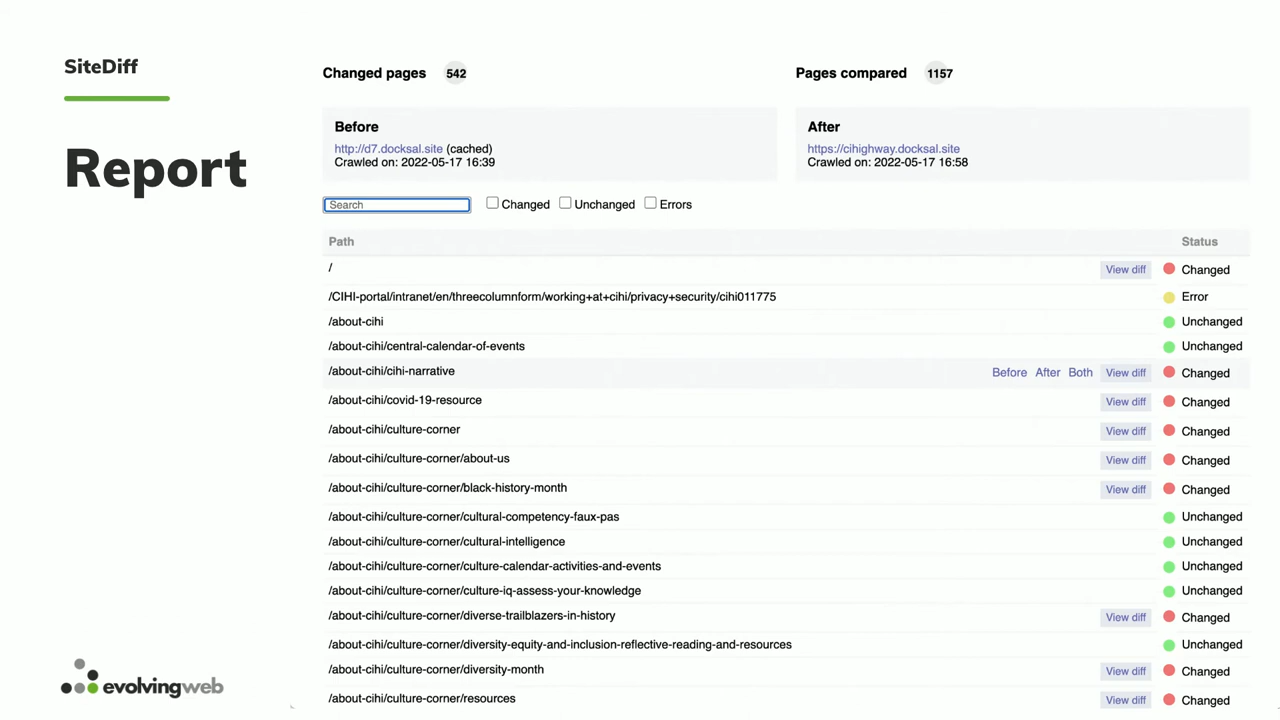 SiteDiff
Report
Changed pages 542
Pages compared 1157
Before
http://d7.docksal.site (cached)
Crawled on: 2022-05-17 16:39
After
https://cihighway.docksal.site
Crawled on: 2022-05-17 16:58
Search Changed Unchanged Errors
Path Status
/ View diff Changed
/CIHI-portal/intranet/en/threecolumnform/working+at+cihi/privacy+security/cihi011775 Error
/about-cihi Unchanged
/about-cihi/central-calendar-of-events Unchanged
/about-cihi/cihi-narrative Before After Both View diff Changed
/about-cihi/covid-19-resource View diff Changed
/about-cihi/culture-corner View diff Changed
/about-cihi/culture-corner/about-us View diff Changed
/about-cihi/culture-corner/black-history-month View diff Changed
/about-cihi/culture-corner/cultural-competency-faux-pas Unchanged
/about-cihi/culture-corner/cultural-intelligence Unchanged
/about-cihi/culture-corner/culture-calendar-activities-and-events Unchanged
/about-cihi/culture-corner/culture-iq-assess-your-knowledge Unchanged
/about-cihi/culture-corner/diverse-trailblazers-in-history View diff Changed
/about-cihi/culture-corner/diversity-equity-and-inclusion-reflective-reading-and-resources Unchanged
/about-cihi/culture-corner/diversity-month View diff Changed
/about-cihi/culture-corner/resources View diff Changed
evolvingweb